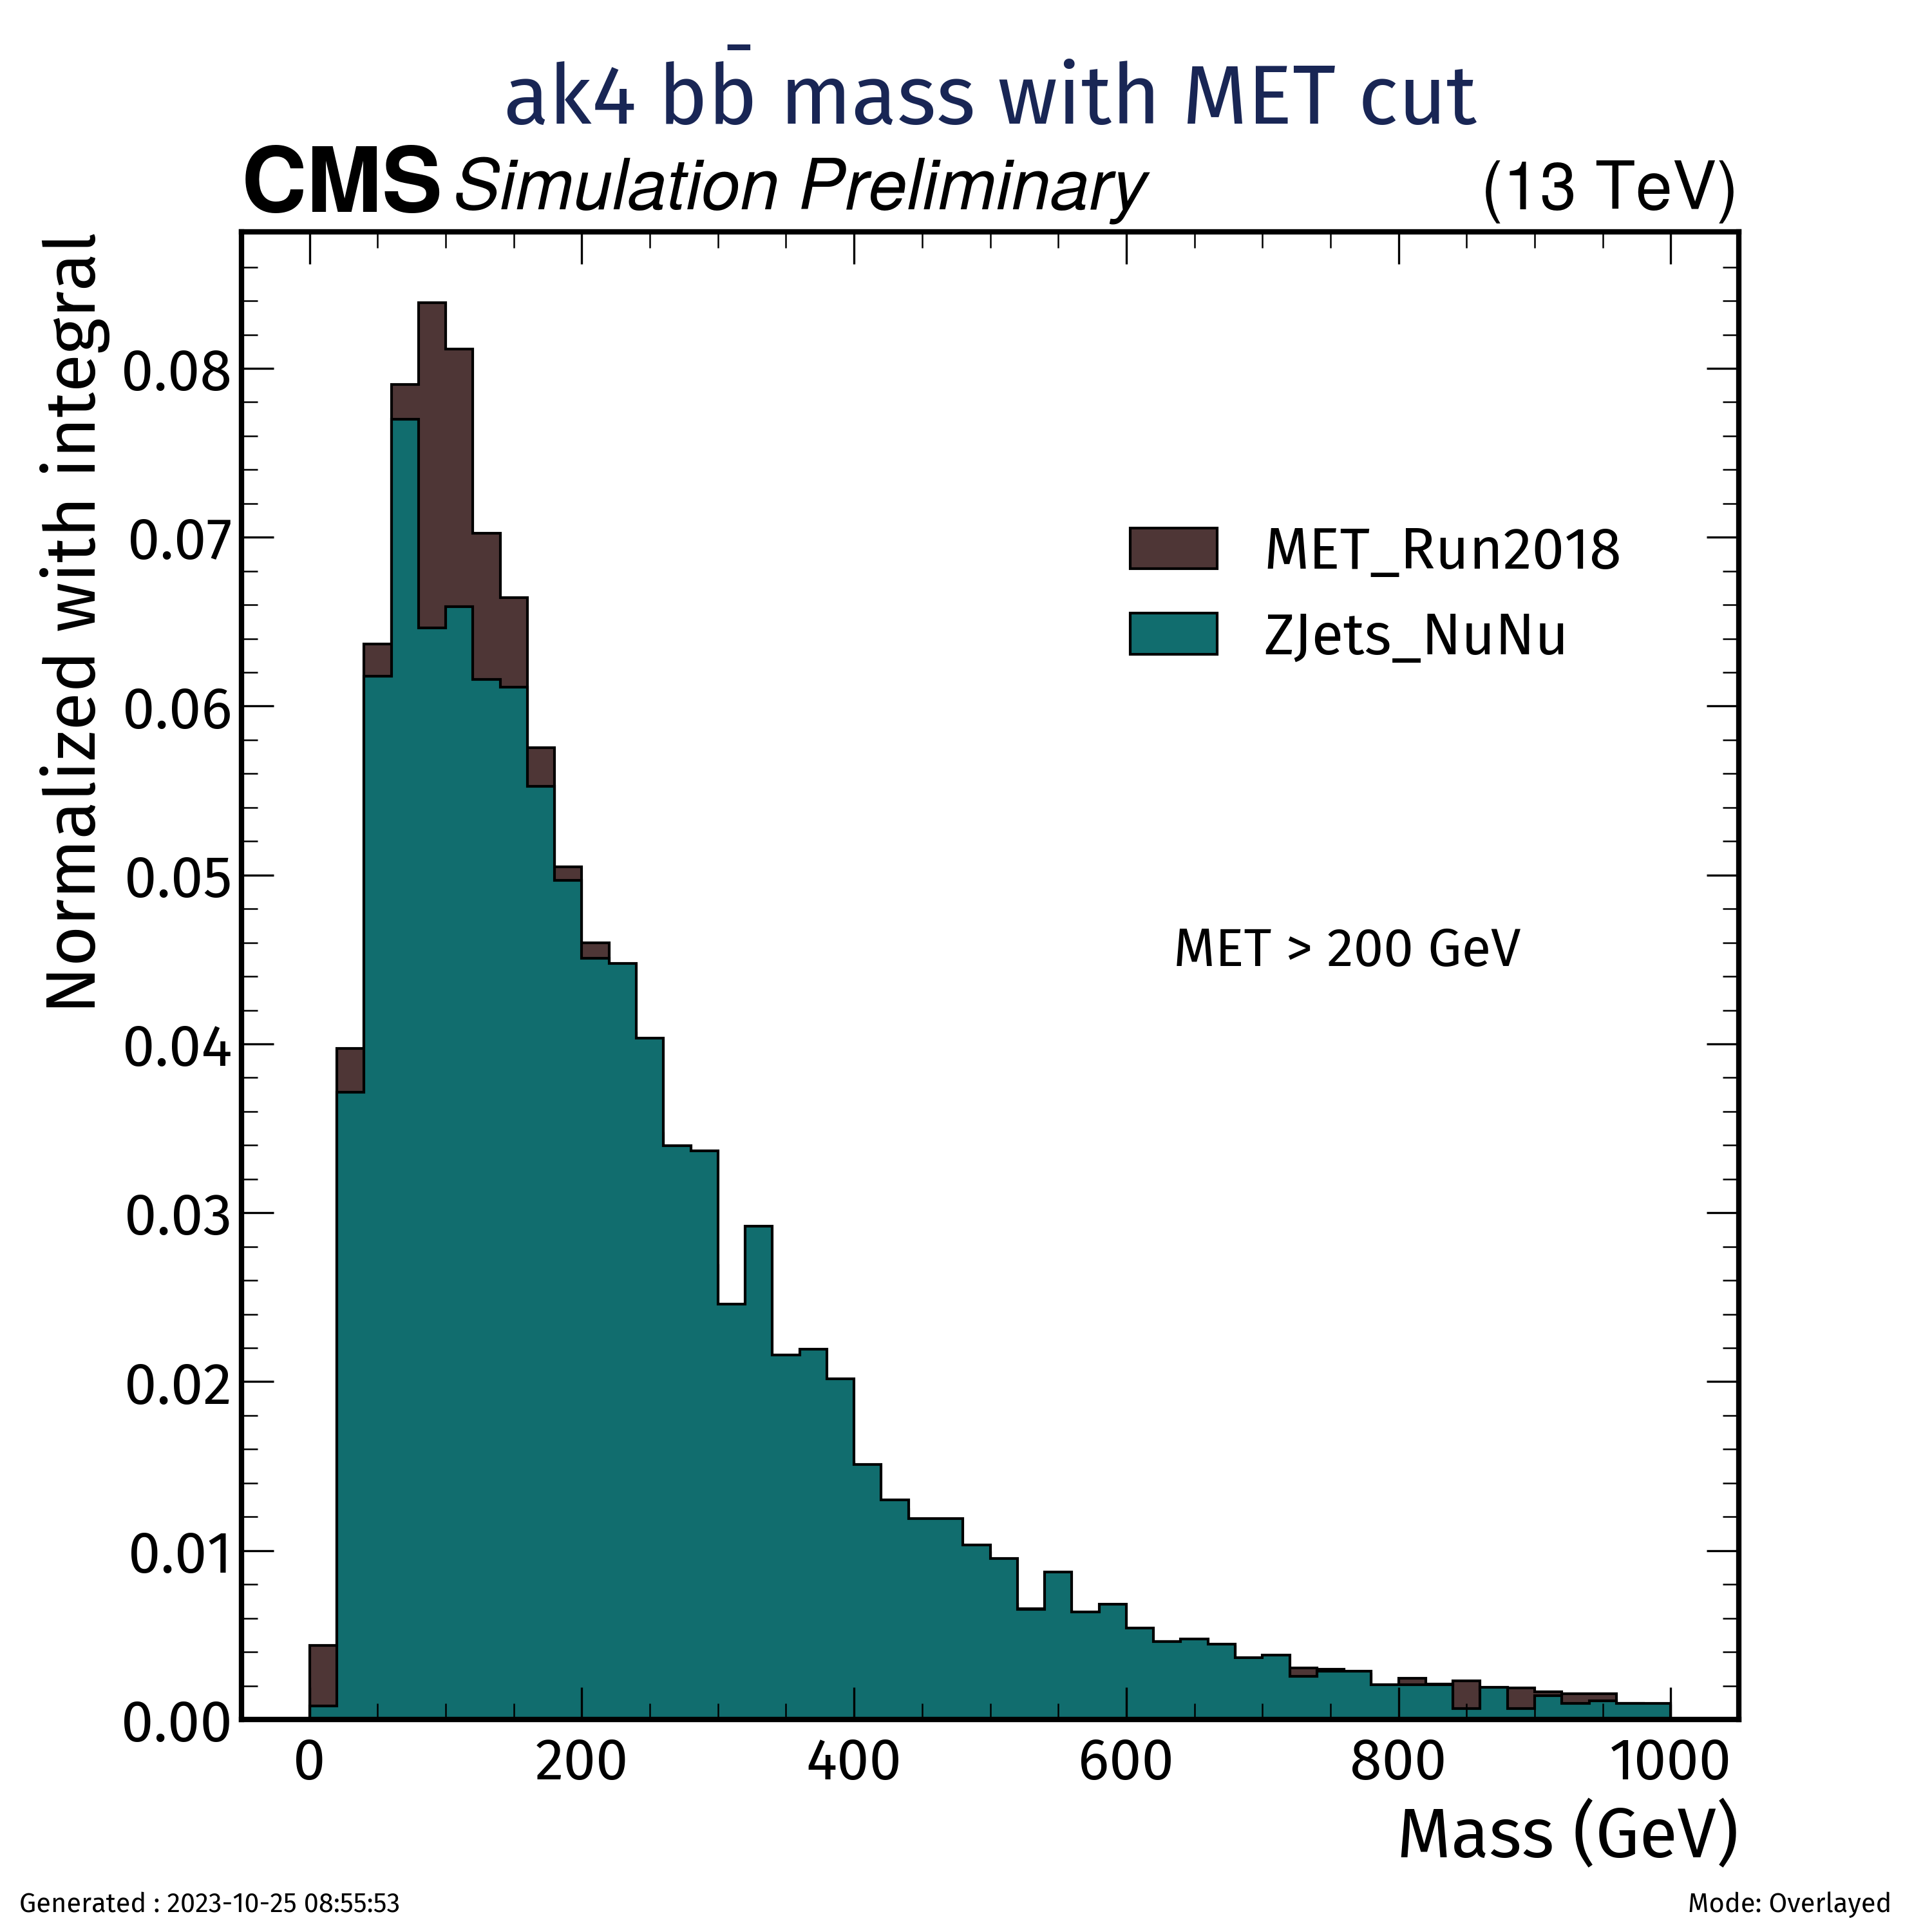 ak4 bb̄ mass with MET cut
CMS Simulation Preliminary (13 TeV)
Normalized with integral
0.08
0.07
0.06
0.05
0.04
0.03
0.02
0.01
0.00
MET_Run2018
ZJets_NuNu
MET > 200 GeV
0 200 400 600 800 1000
Mass (GeV)
Generated : 2023-10-25 08:55:53 Mode: Overlayed